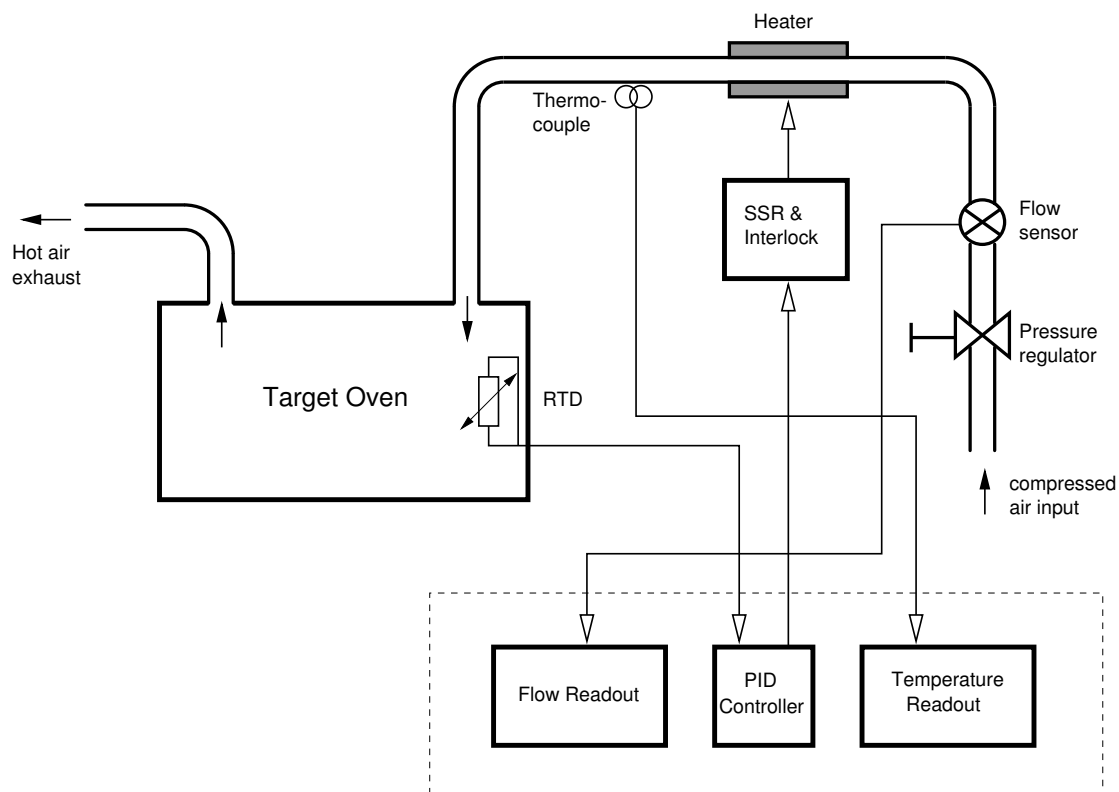 Heater
Thermo-
couple
SSR &
Interlock
Flow
sensor
Hot air
exhaust
Pressure
regulator
Target Oven
RTD
compressed
air input
Flow Readout
PID
Controller
Temperature
Readout